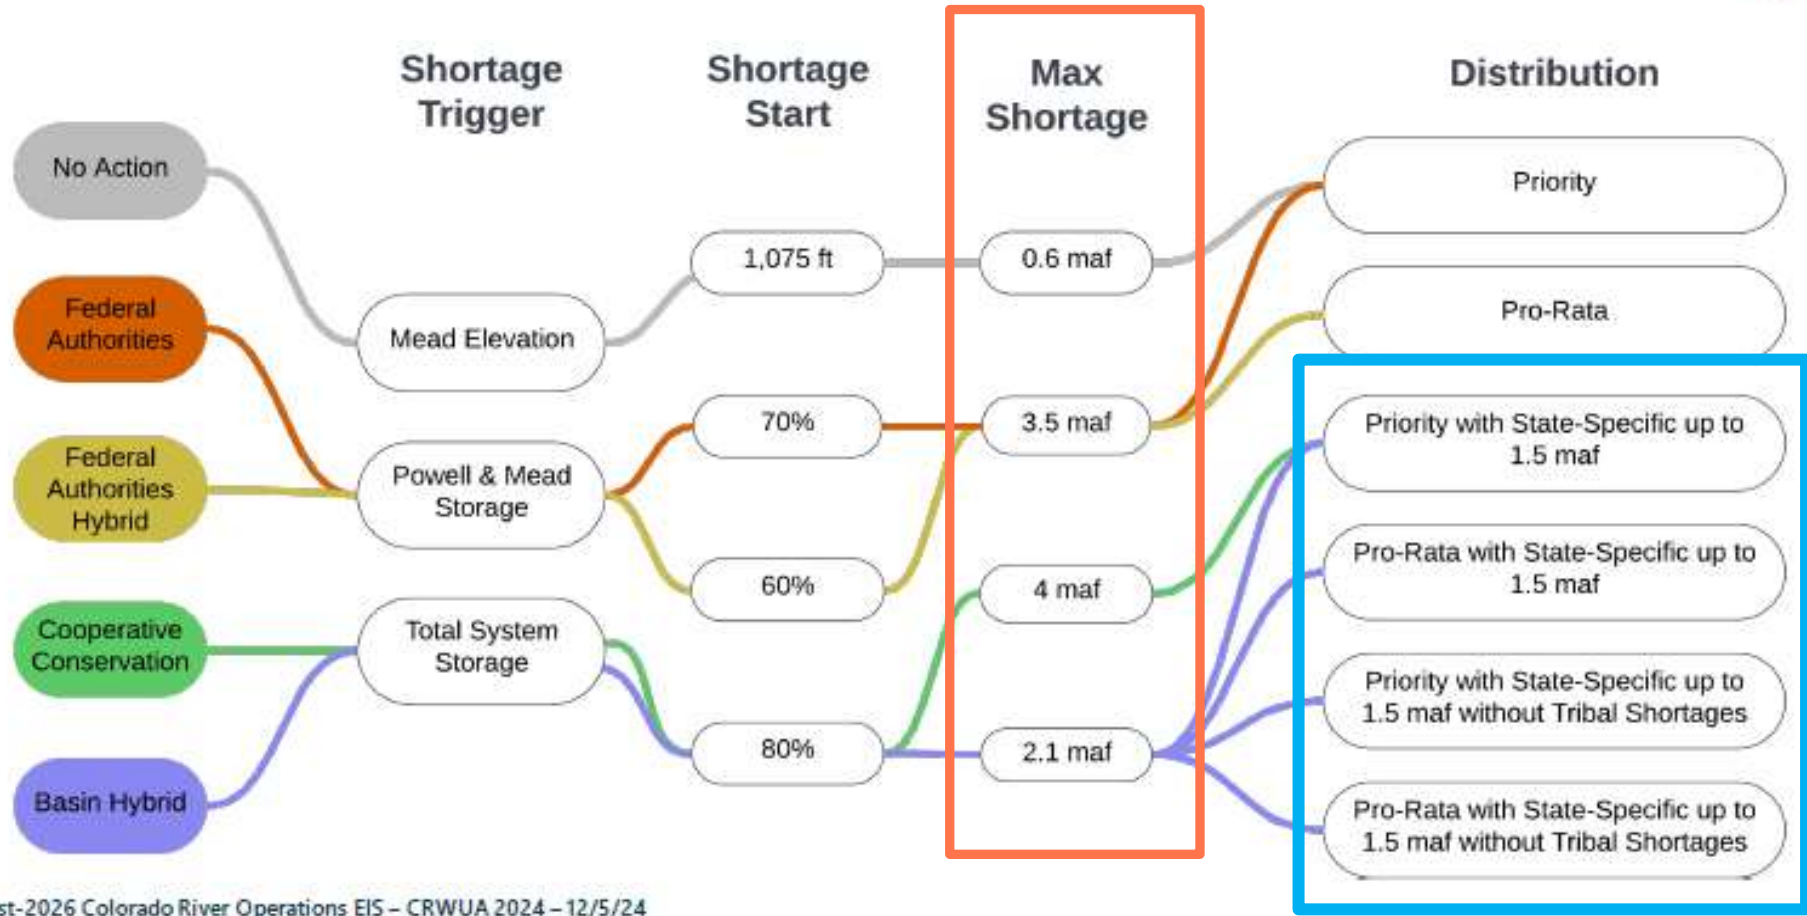 Shortage
Trigger
Shortage
Start
Max
Shortage
Distribution
No Action
Federal
Authorities
Federal
Authorities
Hybrid
Cooperative
Conservation
Basin Hybrid
Mead Elevation
Powell & Mead
Storage
Total System
Storage
1,075 ft
70%
60%
80%
0.6 maf
3.5 maf
4 maf
2.1 maf
Priority
Pro-Rata
Priority with State-Specific up to
1.5 maf
Pro-Rata with State-Specific up to
1.5 maf
Priority with State-Specific up to
1.5 maf without Tribal Shortages
Pro-Rata with State-Specific up to
1.5 maf without Tribal Shortages
st-2026 Colorado River Operations EIS – CRWUA 2024 – 12/5/24